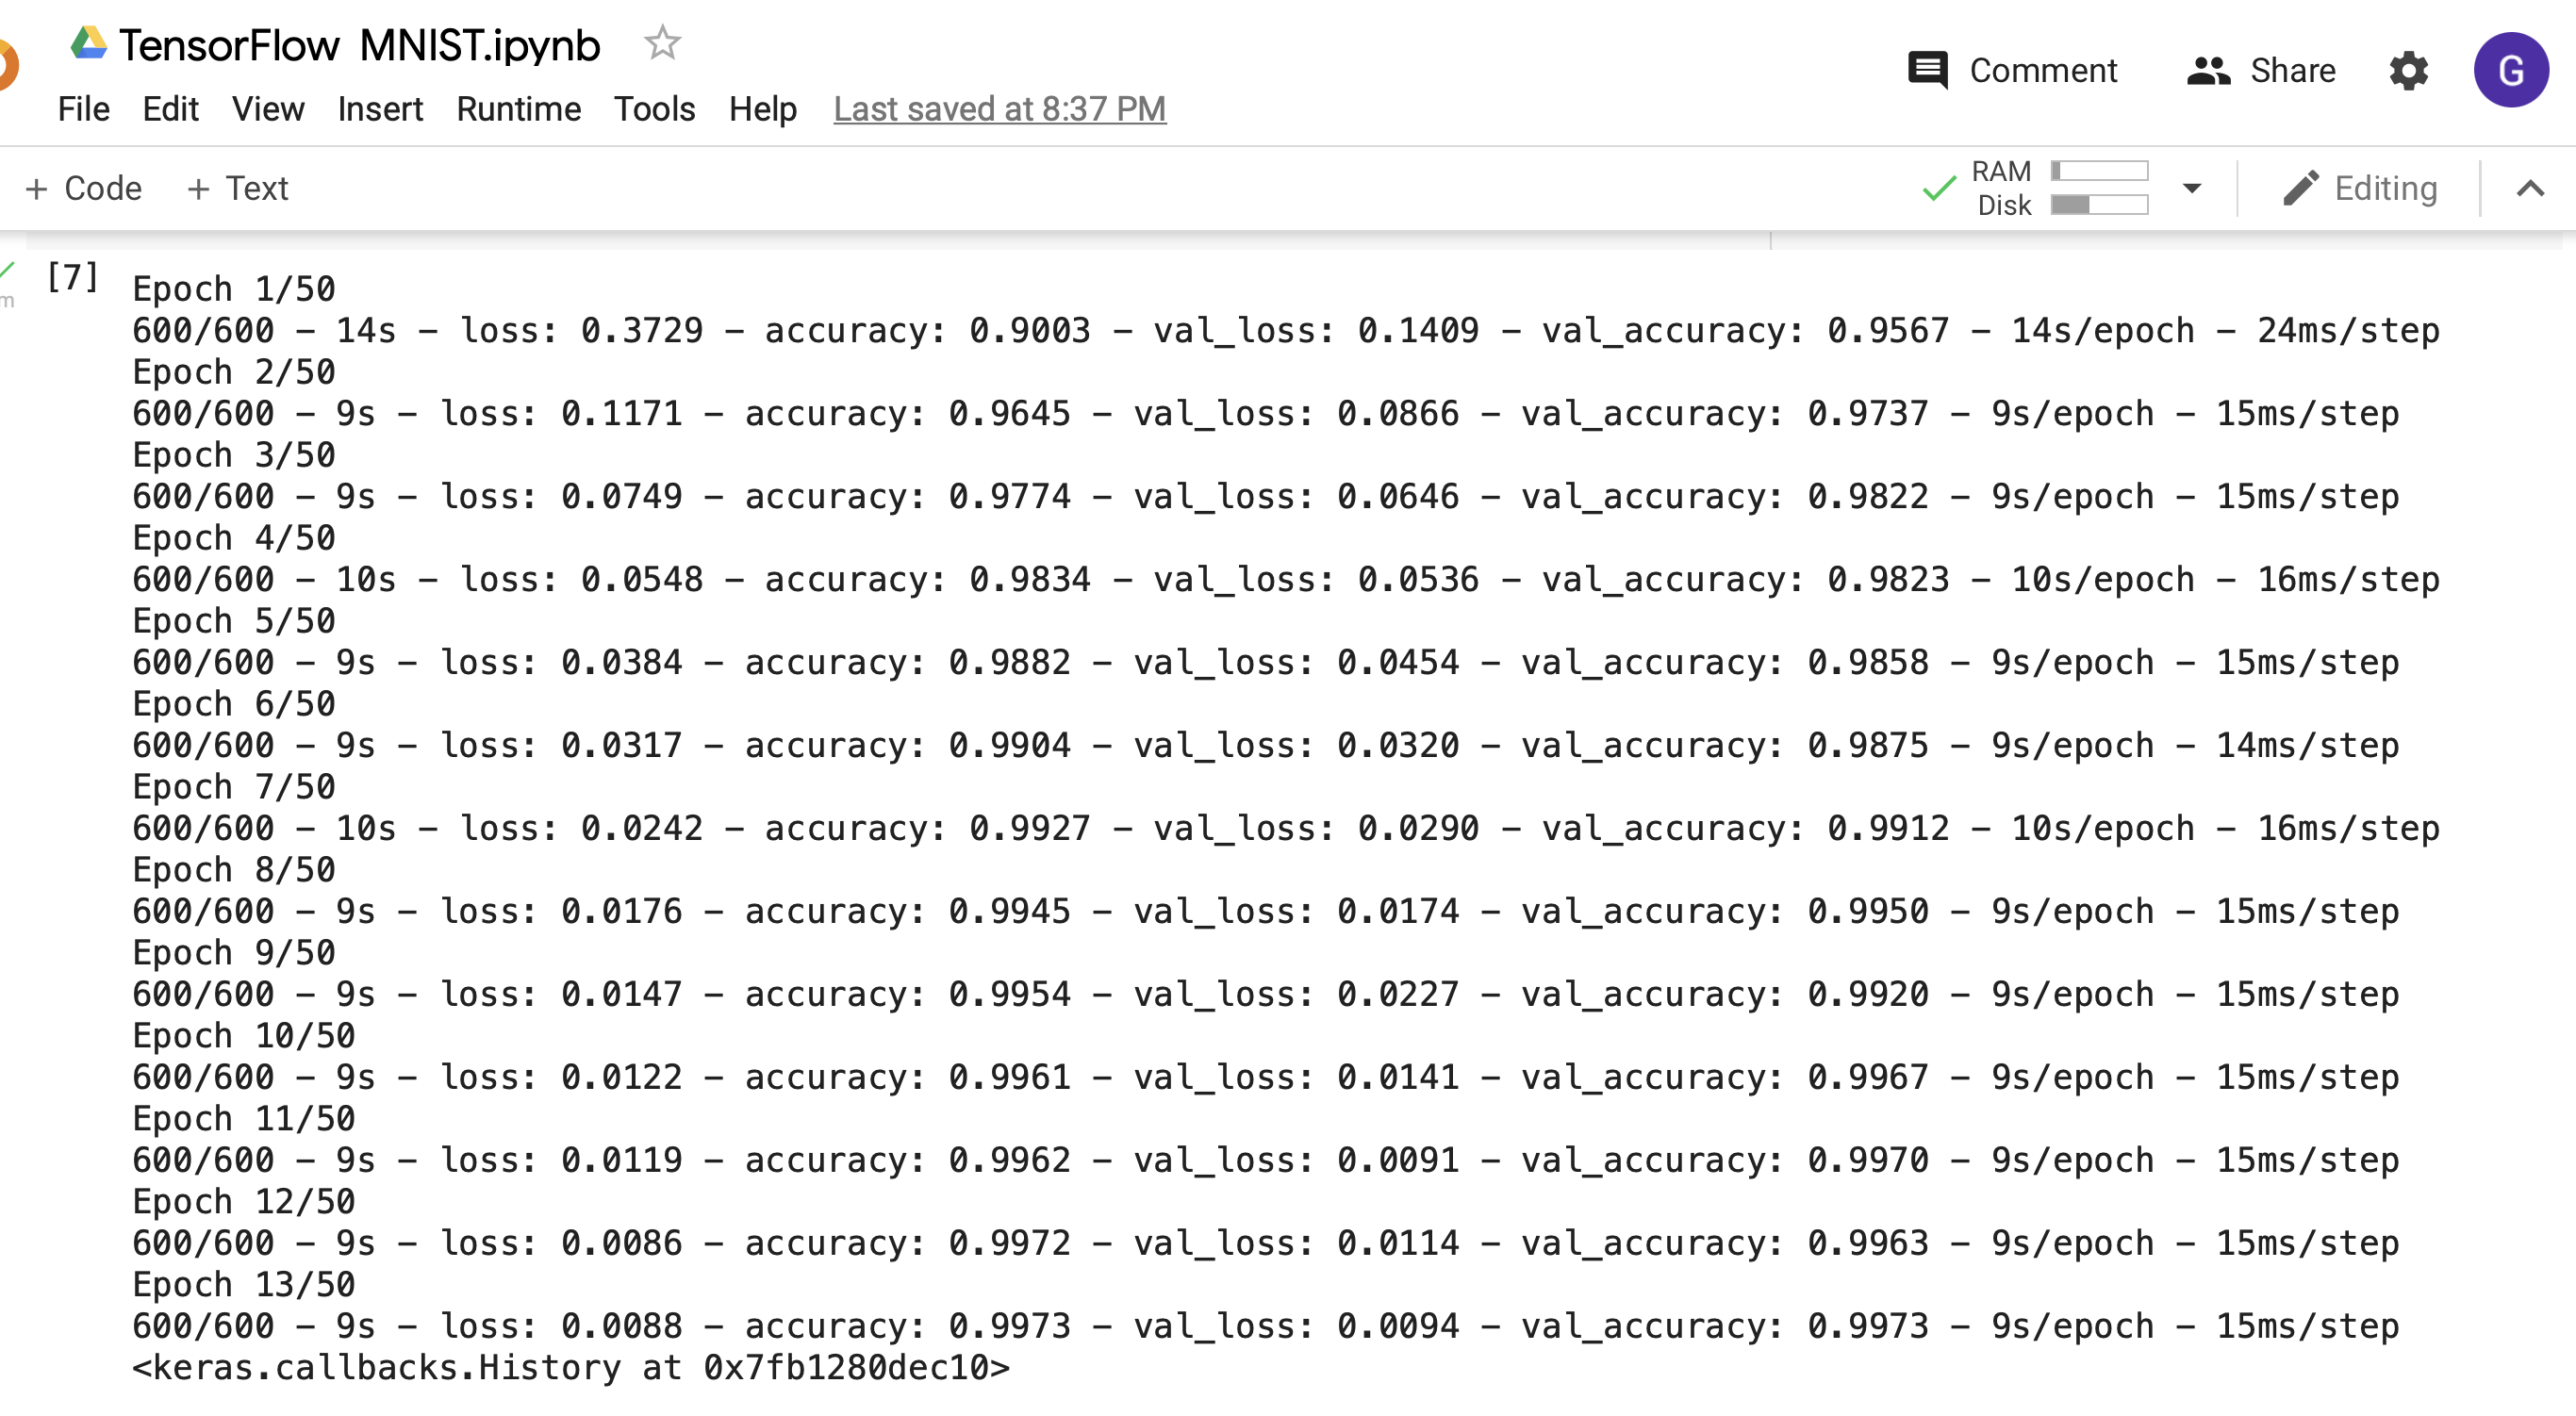 TensorFlow MNIST.ipynb
Comment Share G
File Edit View Insert Runtime Tools Help Last saved at 8:37 PM
+ Code + Text RAM Disk Editing
[7]
m
Epoch 1/50
600/600 - 14s - loss: 0.3729 - accuracy: 0.9003 - val_loss: 0.1409 - val_accuracy: 0.9567 - 14s/epoch - 24ms/step
Epoch 2/50
600/600 - 9s - loss: 0.1171 - accuracy: 0.9645 - val_loss: 0.0866 - val_accuracy: 0.9737 - 9s/epoch - 15ms/step
Epoch 3/50
600/600 - 9s - loss: 0.0749 - accuracy: 0.9774 - val_loss: 0.0646 - val_accuracy: 0.9822 - 9s/epoch - 15ms/step
Epoch 4/50
600/600 - 10s - loss: 0.0548 - accuracy: 0.9834 - val_loss: 0.0536 - val_accuracy: 0.9823 - 10s/epoch - 16ms/step
Epoch 5/50
600/600 - 9s - loss: 0.0384 - accuracy: 0.9882 - val_loss: 0.0454 - val_accuracy: 0.9858 - 9s/epoch - 15ms/step
Epoch 6/50
600/600 - 9s - loss: 0.0317 - accuracy: 0.9904 - val_loss: 0.0320 - val_accuracy: 0.9875 - 9s/epoch - 14ms/step
Epoch 7/50
600/600 - 10s - loss: 0.0242 - accuracy: 0.9927 - val_loss: 0.0290 - val_accuracy: 0.9912 - 10s/epoch - 16ms/step
Epoch 8/50
600/600 - 9s - loss: 0.0176 - accuracy: 0.9945 - val_loss: 0.0174 - val_accuracy: 0.9950 - 9s/epoch - 15ms/step
Epoch 9/50
600/600 - 9s - loss: 0.0147 - accuracy: 0.9954 - val_loss: 0.0227 - val_accuracy: 0.9920 - 9s/epoch - 15ms/step
Epoch 10/50
600/600 - 9s - loss: 0.0122 - accuracy: 0.9961 - val_loss: 0.0141 - val_accuracy: 0.9967 - 9s/epoch - 15ms/step
Epoch 11/50
600/600 - 9s - loss: 0.0119 - accuracy: 0.9962 - val_loss: 0.0091 - val_accuracy: 0.9970 - 9s/epoch - 15ms/step
Epoch 12/50
600/600 - 9s - loss: 0.0086 - accuracy: 0.9972 - val_loss: 0.0114 - val_accuracy: 0.9963 - 9s/epoch - 15ms/step
Epoch 13/50
600/600 - 9s - loss: 0.0088 - accuracy: 0.9973 - val_loss: 0.0094 - val_accuracy: 0.9973 - 9s/epoch - 15ms/step
<keras.callbacks.History at 0x7fb1280dec10>